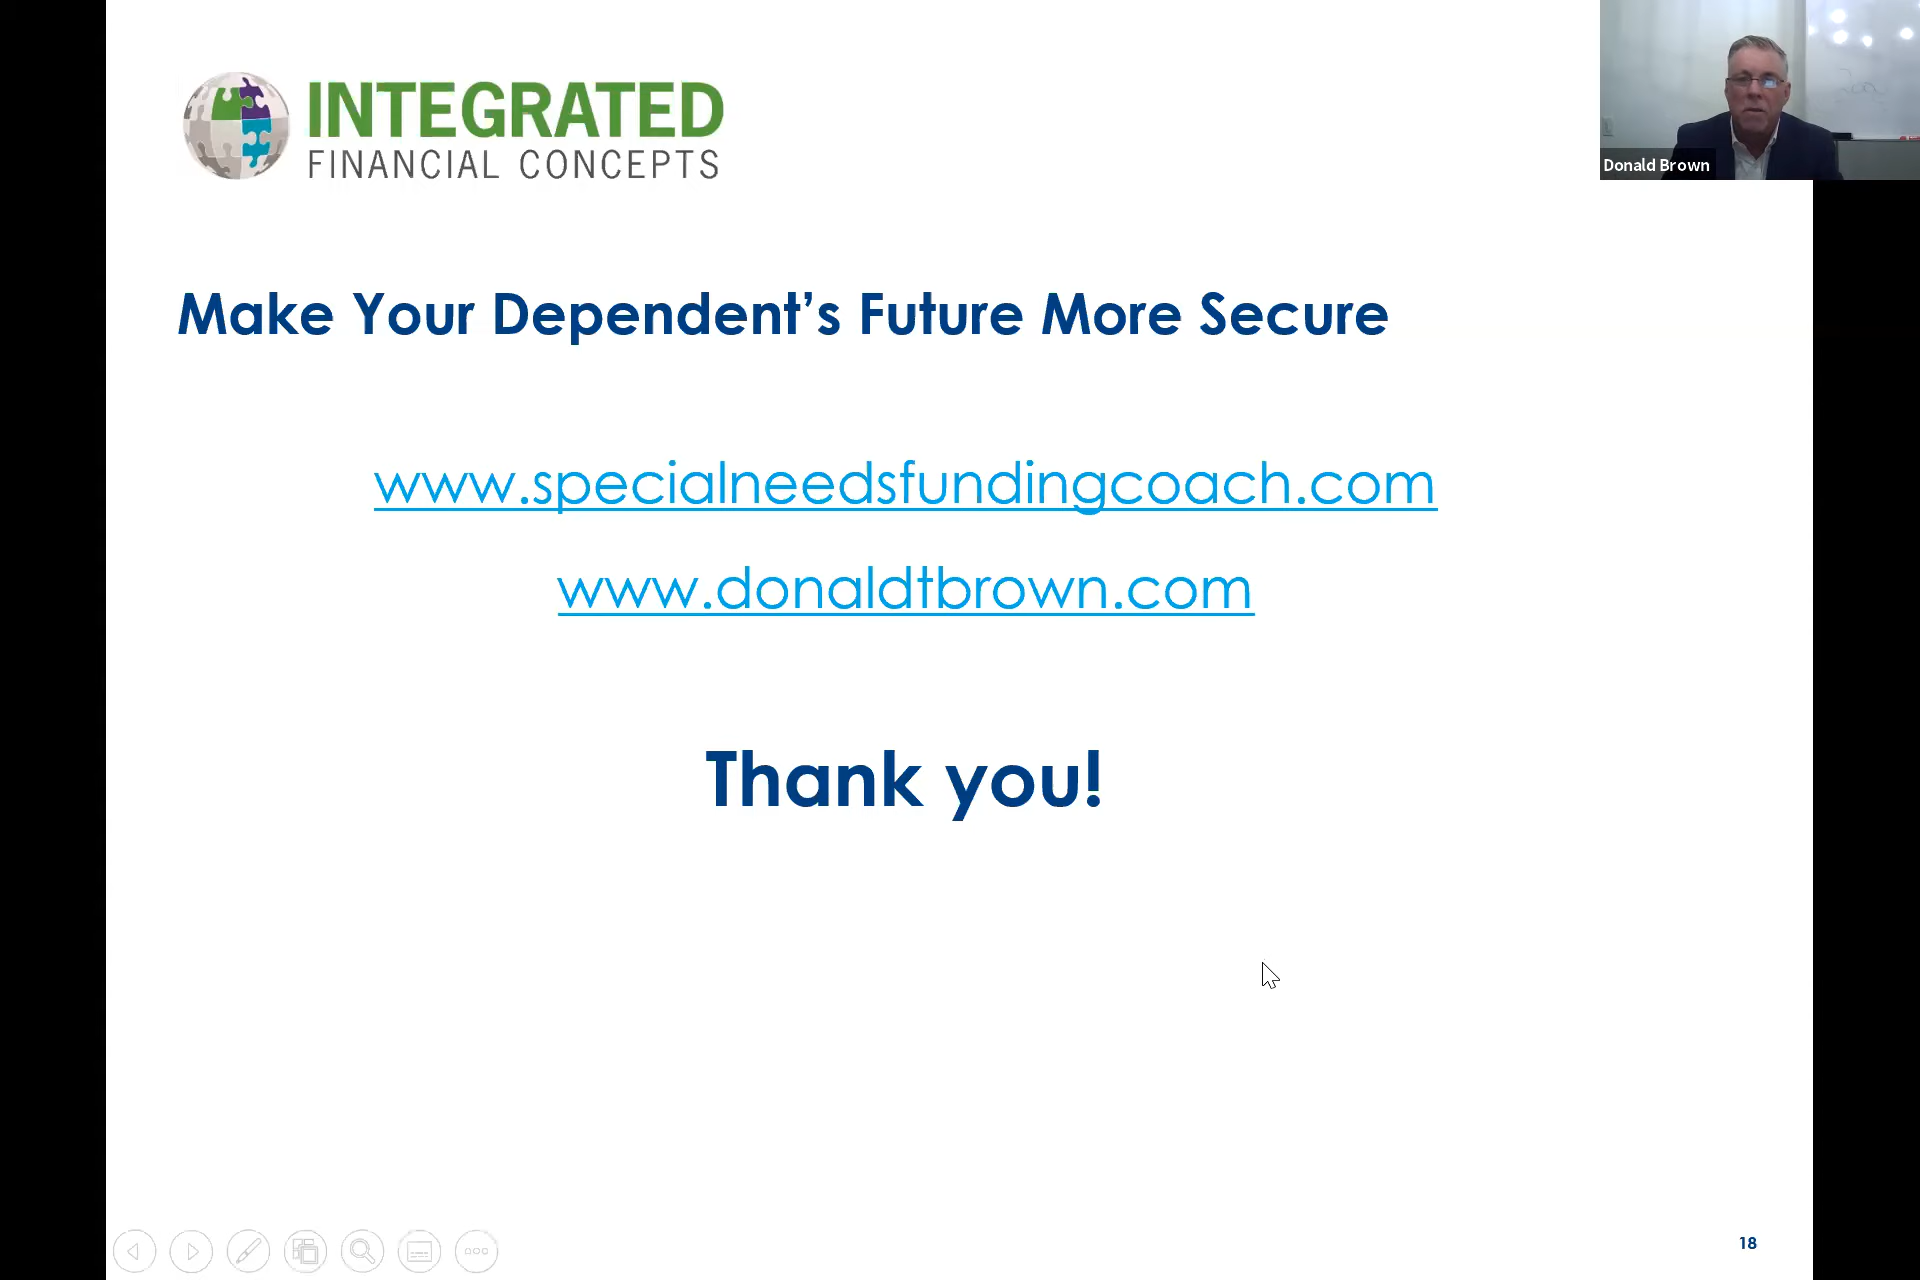 INTEGRATED
FINANCIAL CONCEPTS
Donald Brown
Make Your Dependent’s Future More Secure
www.specialneedsfundingcoach.com
www.donaldtbrown.com
Thank you!
18